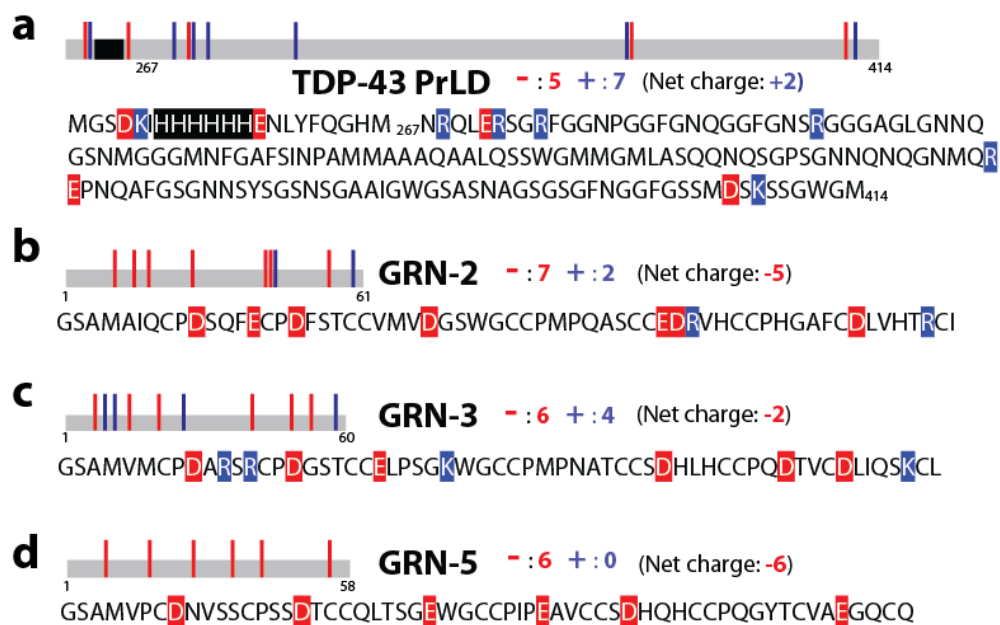 a
267
414
TDP-43 PrLD - : 5 + : 7 (Net charge: +2)
MGSDKIHHHHHHENLYFQGHM 267NRQLERSGRFGGNPGGFGNQGGFGNSRGGGAGLGNNQ
GSNMGGGMNFGAFSINPAMMAAAQAALQSSWGMMGMLASQQNQSGPSGNNQNQGNMQR
EPNQAFGSGNNSYSGSNSGAAIGWGSASNAGSGSGFNGGFGSSMDSKSSGWGM414
b
GRN-2 - : 7 + : 2 (Net charge: -5)
1
61
GSAMAIQCPDSQFECPDFSTCCVMVDGSWGCCPMPQASCCEDRVHCCPHGAFCDLVHTRCI
c
GRN-3 - : 6 + : 4 (Net charge: -2)
1
60
GSAMVMCPDARSRCPDGSTCCELPSGKWGCCPMPNATCCSDHLHCCPQDTVCDLIQSKCL
d
GRN-5 - : 6 + : 0 (Net charge: -6)
1
58
GSAMVPCDNVSSCPSSDTCCQLTSGEWGCCPIPEAVCCSDHQHCCPQGYTCVAEGQCQ